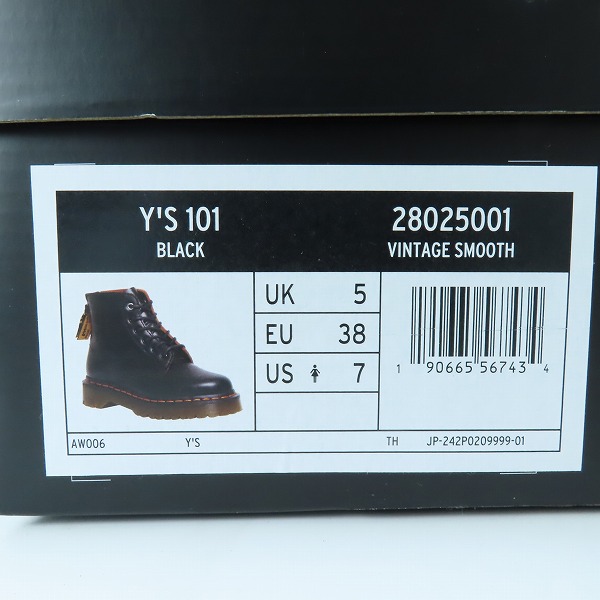 Y'S 101
BLACK
28025001
VINTAGE SMOOTH
UK 5
EU 38
US 7
1 90665 56743 4
AW006 Y'S TH JP-242P0209999-01